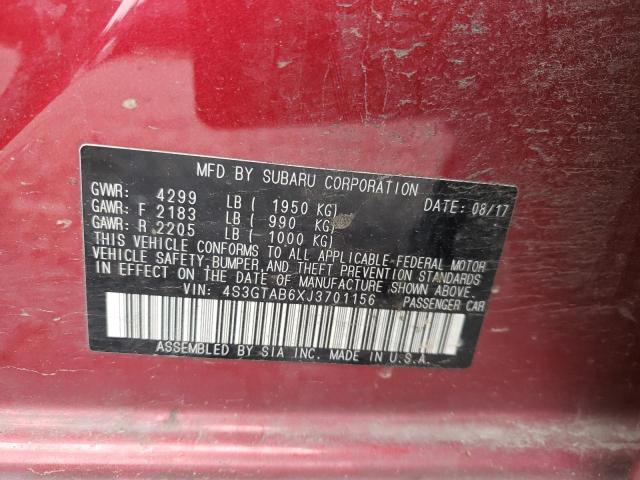 MFD BY SUBARU CORPORATION
GVWR: 4299 LB ( 1950 KG) DATE: 08/17
GAWR: F 2183 LB ( 990 KG)
GAWR: R 2205 LB ( 1000 KG)
THIS VEHICLE CONFORMS TO ALL APPLICABLE-FEDERAL MOTOR
VEHICLE SAFETY, BUMPER, AND THEFT PREVENTION STANDARDS
IN EFFECT ON THE DATE OF MANUFACTURE SHOWN ABOVE.
VIN: 4S3GTAB6XJ3701156 PASSENGER CAR
ASSEMBLED BY SIA INC. MADE IN U.S.A.